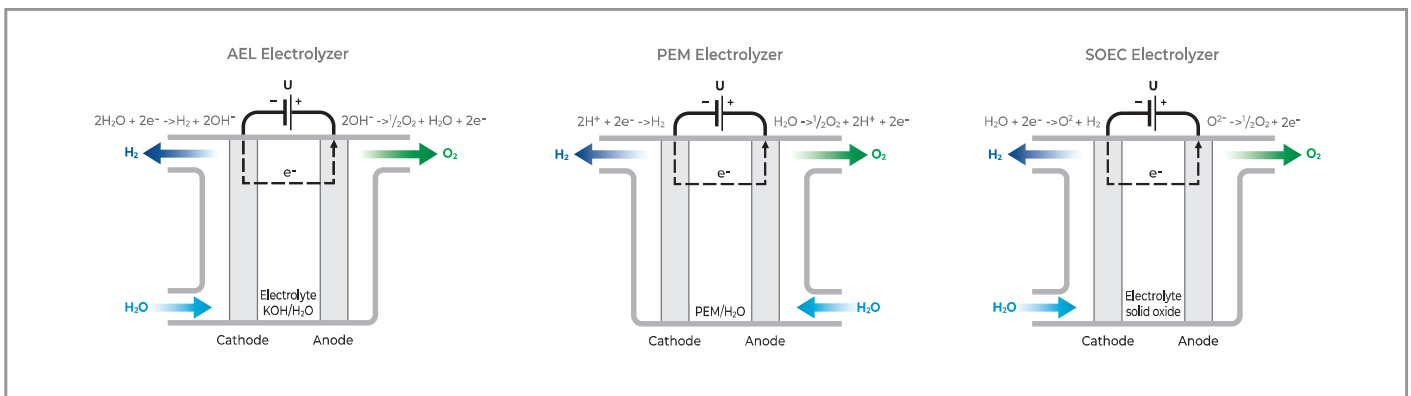 AEL Electrolyzer
U
− +
2H₂O + 2e⁻ ->H₂ + 2OH⁻
2OH⁻ ->½O₂ + H₂O + 2e⁻
H₂
O₂
e⁻
H₂O
Electrolyte
KOH/H₂O
Cathode Anode
PEM Electrolyzer
U
− +
2H⁺ + 2e⁻ ->H₂
H₂O ->½O₂ + 2H⁺ + 2e⁻
H₂
O₂
e⁻
PEM/H₂O
H₂O
Cathode Anode
SOEC Electrolyzer
U
− +
H₂O + 2e⁻ ->O² + H₂
O²⁻ ->½O₂ + 2e⁻
H₂
O₂
e⁻
H₂O
Electrolyte
solid oxide
Cathode Anode